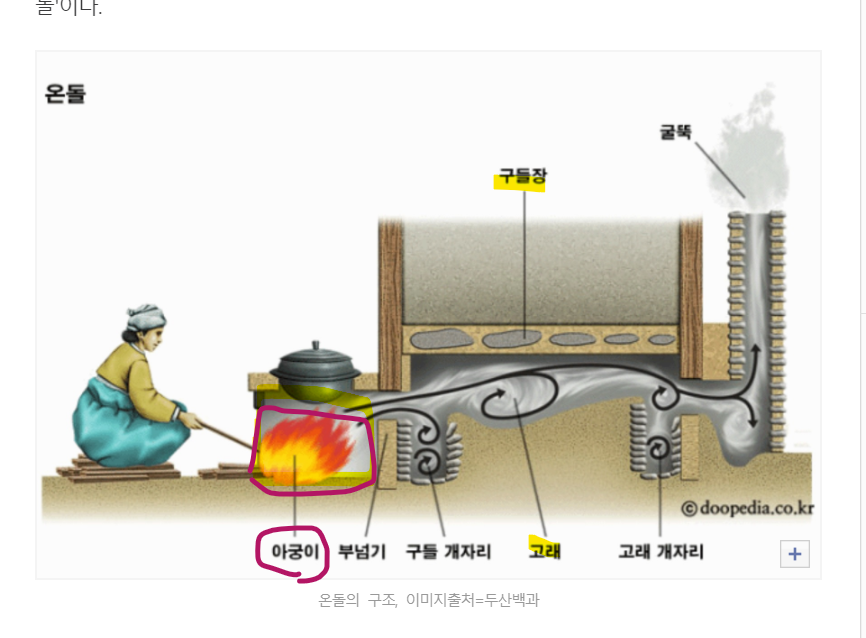 돌'이다.
온돌
굴뚝
구들장
ⓒdoopedia.co.kr
아궁이 부넘기 구들 개자리 고래 고래 개자리
온돌의 구조, 이미지출처=두산백과